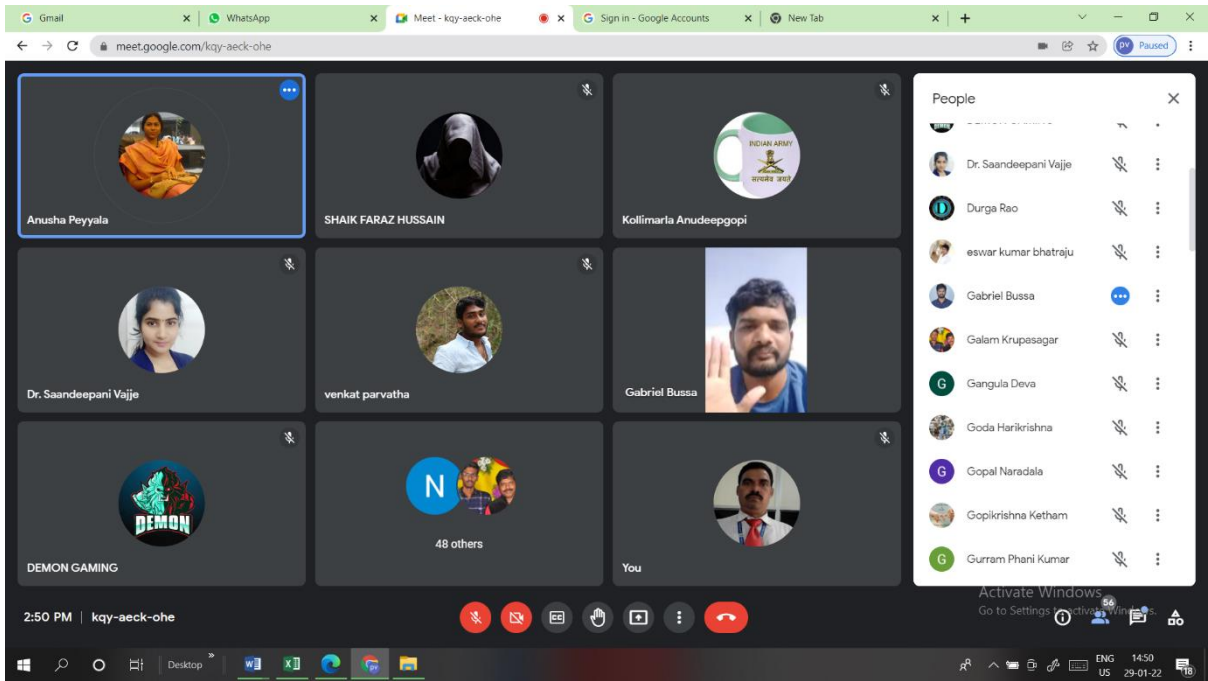 Gmail
WhatsApp
Meet - kqy-aeck-ohe
Sign in - Google Accounts
New Tab
meet.google.com/kqy-aeck-ohe
PV Paused
Anusha Peyyala
SHAIK FARAZ HUSSAIN
INDIAN ARMY
सत्यमेव जयते
Kollimarla Anudeepgopi
Dr. Saandeepani Vajje
venkat parvatha
Gabriel Bussa
DEMON
DEMON GAMING
N
48 others
You
People
Dr. Saandeepani Vajje
Durga Rao
eswar kumar bhatraju
Gabriel Bussa
Galam Krupasagar
G Gangula Deva
Goda Harikrishna
G Gopal Naradala
Gopikrishna Ketham
G Gurram Phani Kumar
Activate Windows
Go to Settings to activate Windows.
56
2:50 PM | kqy-aeck-ohe
CC
Desktop
ENG
US
14:50
29-01-22
18